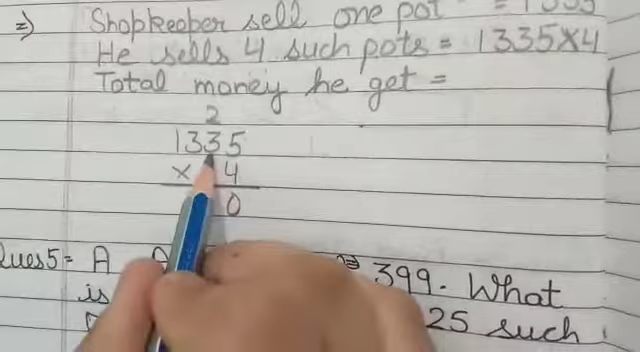 => Shopkeeper sell one pot = 1335
He sells 4 such pots = 1335x4
Total money he get =
2
1335
x 4
0
Ques5= A 399. What
is
25 such